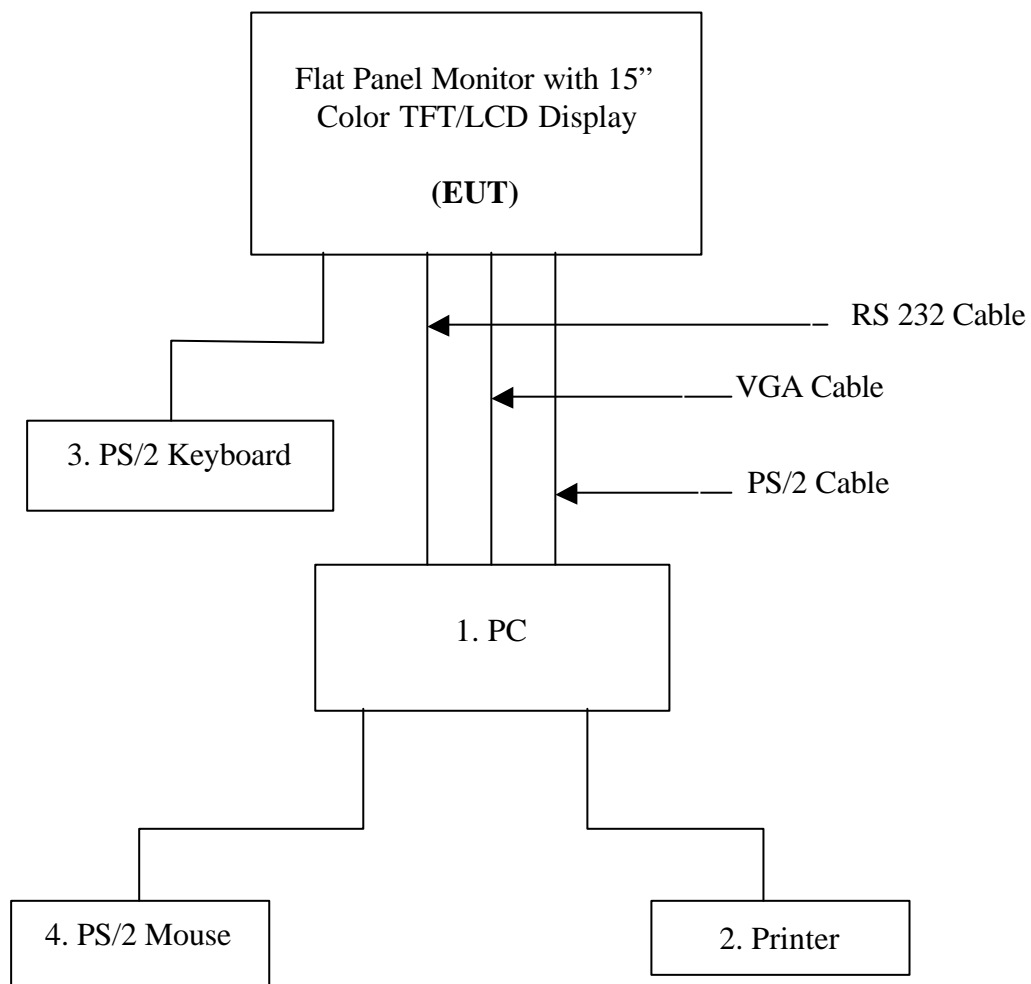 Flat Panel Monitor with 15”
Color TFT/LCD Display
(EUT)
RS 232 Cable
VGA Cable
3. PS/2 Keyboard
PS/2 Cable
1. PC
4. PS/2 Mouse
2. Printer